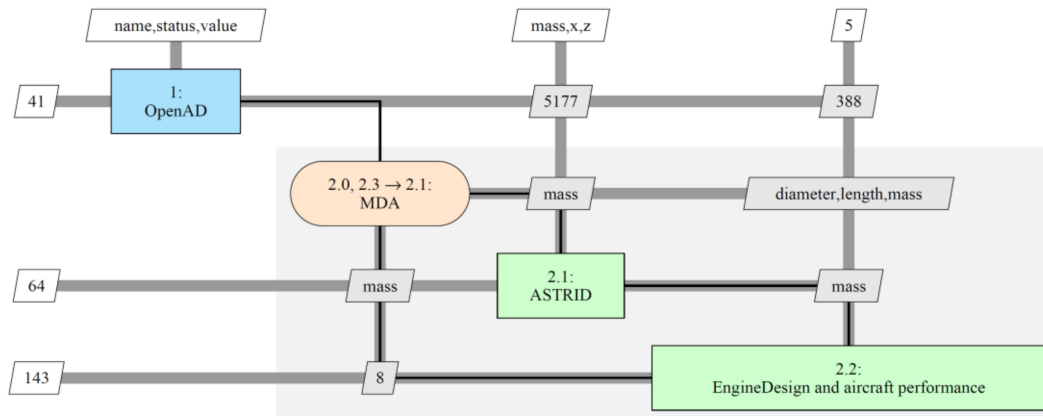 name,status,value
mass,x,z
5
41
1:
OpenAD
5177
388
2.0, 2.3 → 2.1:
MDA
mass
diameter,length,mass
64
mass
2.1:
ASTRID
mass
143
8
2.2:
EngineDesign and aircraft performance